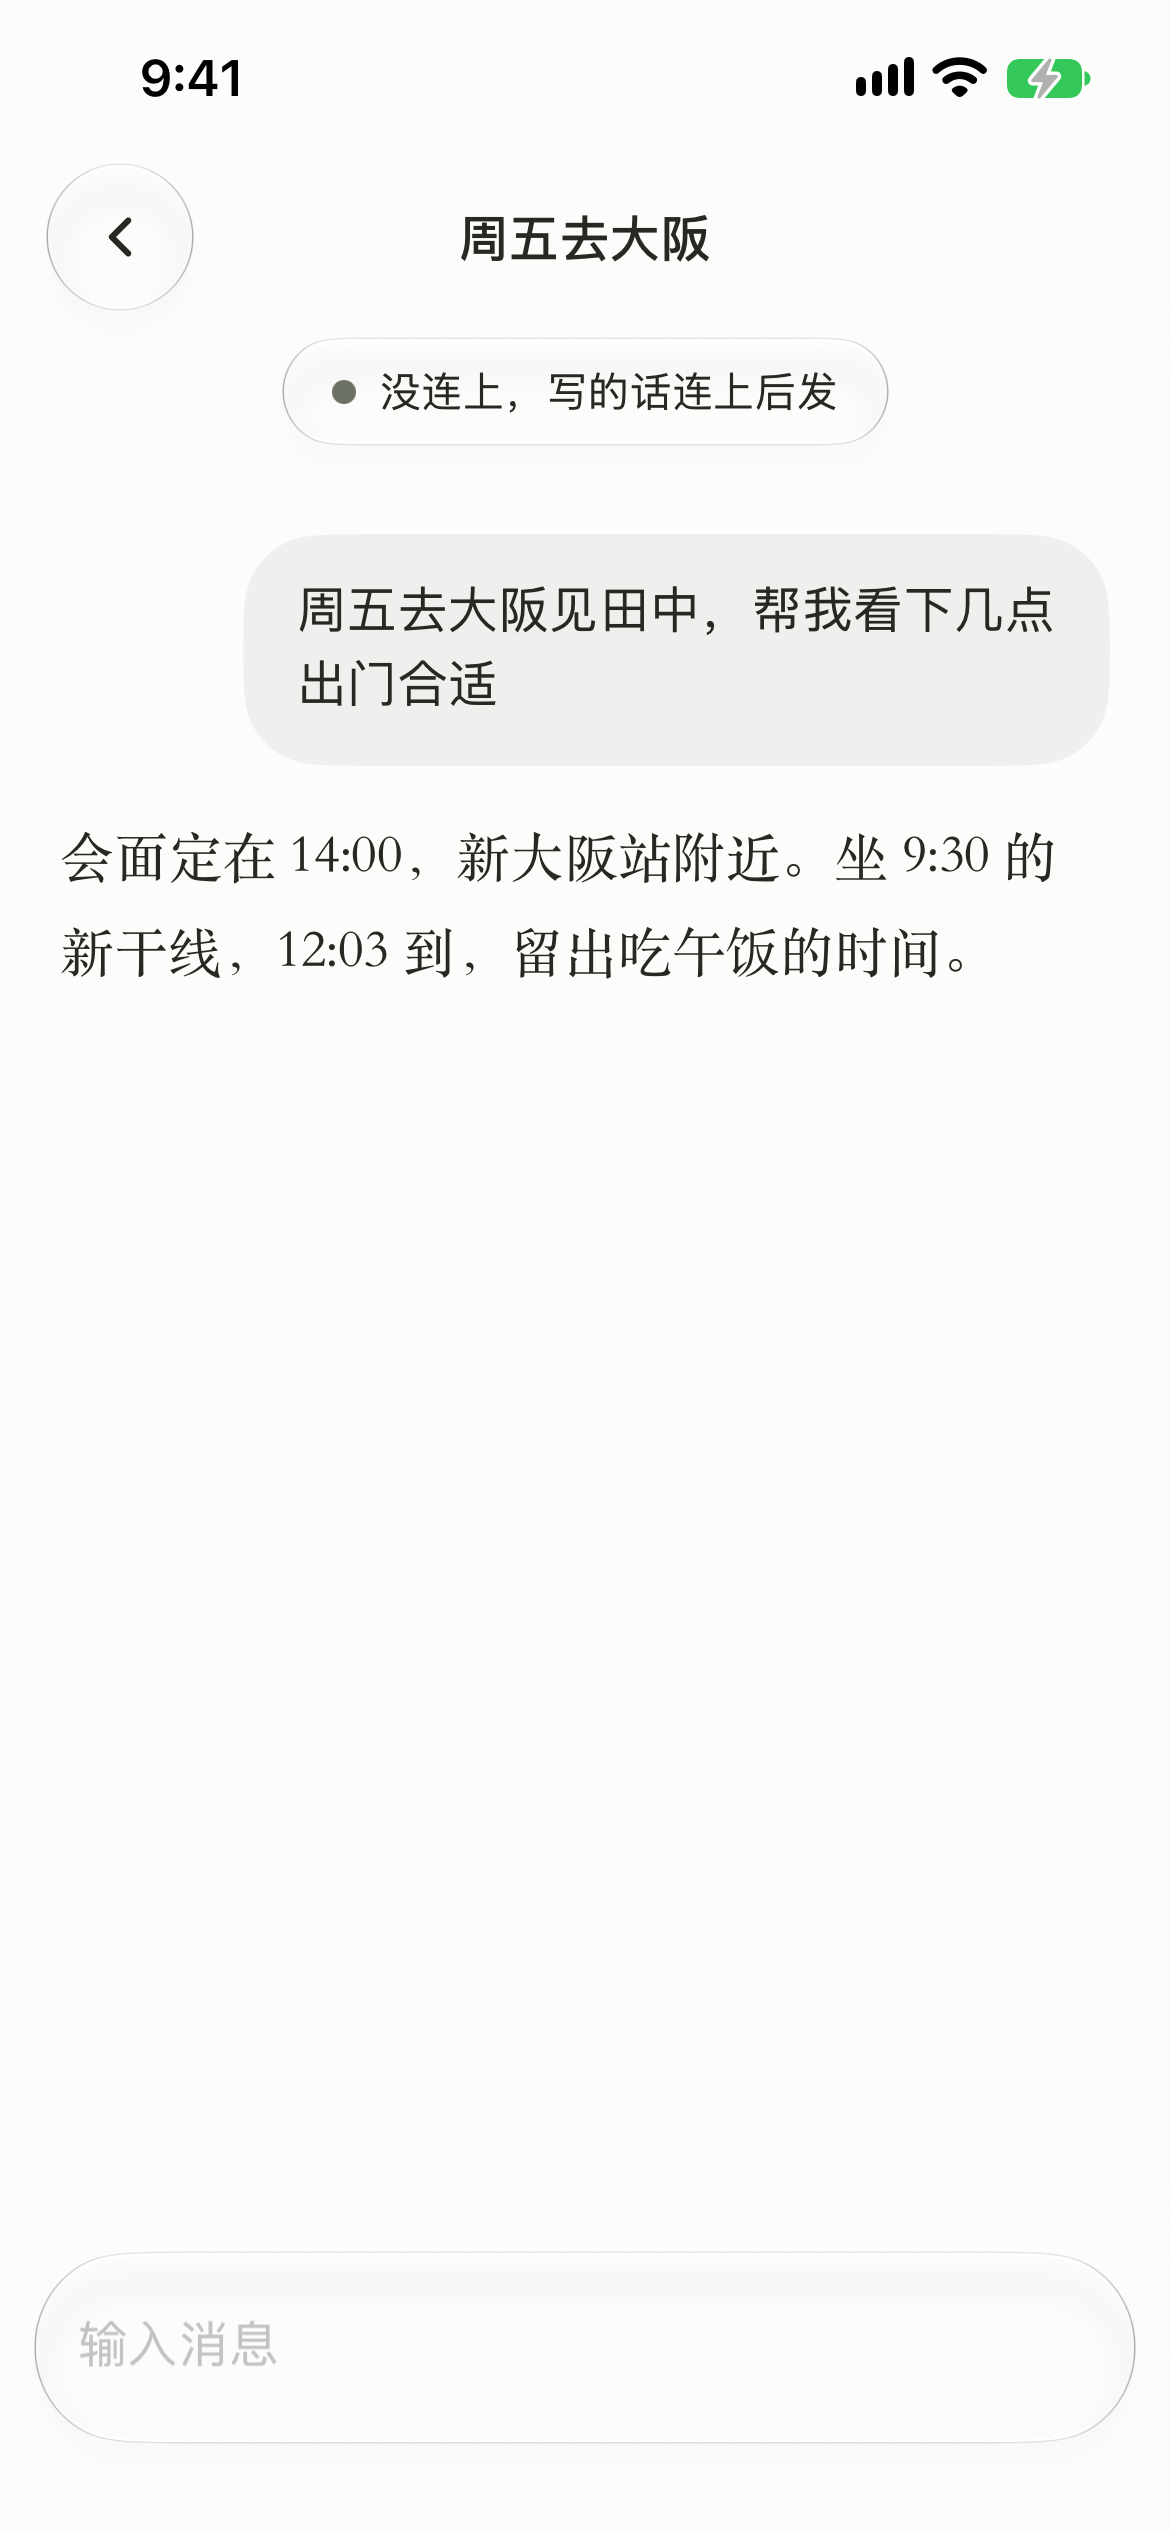 9:41
周五去大阪
没连上，写的话连上后发
周五去大阪见田中，帮我看下几点
出门合适
会面定在 14:00，新大阪站附近。坐 9:30 的
新干线，12:03 到，留出吃午饭的时间。
输入消息